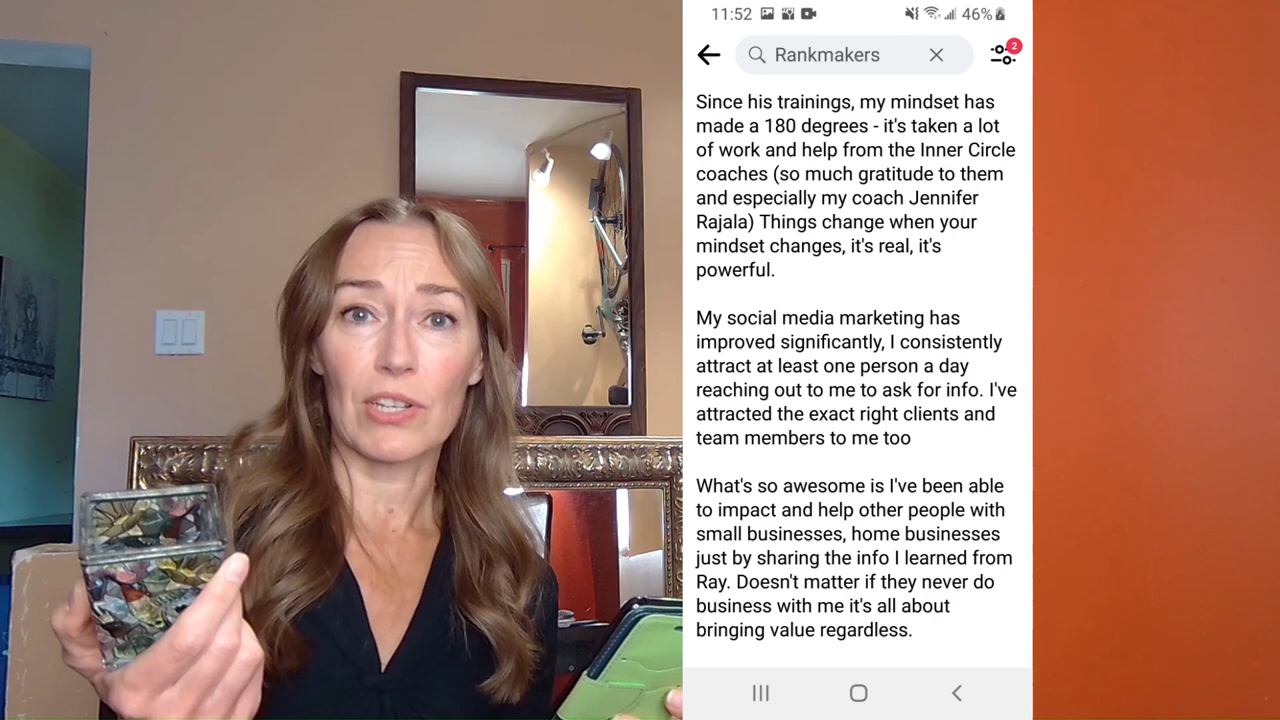 11:52
46%
Rankmakers
2
Since his trainings, my mindset has
made a 180 degrees - it's taken a lot
of work and help from the Inner Circle
coaches (so much gratitude to them
and especially my coach Jennifer
Rajala) Things change when your
mindset changes, it's real, it's
powerful.
My social media marketing has
improved significantly, I consistently
attract at least one person a day
reaching out to me to ask for info. I've
attracted the exact right clients and
team members to me too
What's so awesome is I've been able
to impact and help other people with
small businesses, home businesses
just by sharing the info I learned from
Ray. Doesn't matter if they never do
business with me it's all about
bringing value regardless.